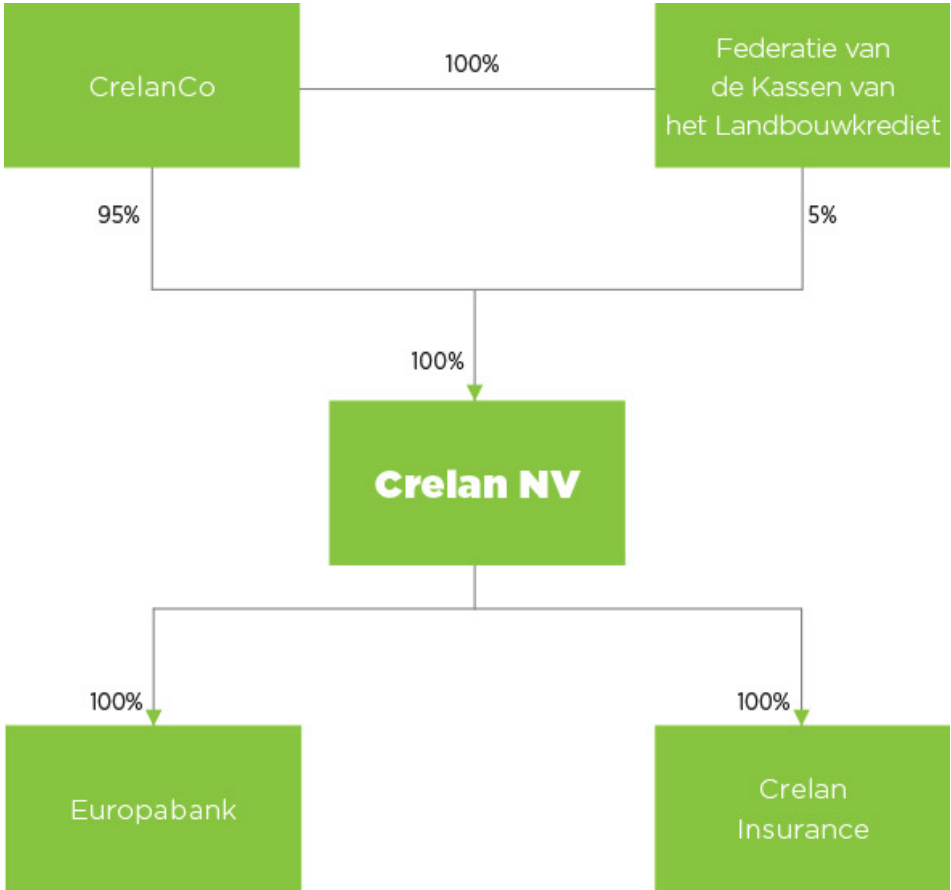 CrelanCo
100%
Federatie van
de Kassen van
het Landbouwkrediet
95%
5%
100%
Crelan NV
100%
100%
Europabank
Crelan
Insurance